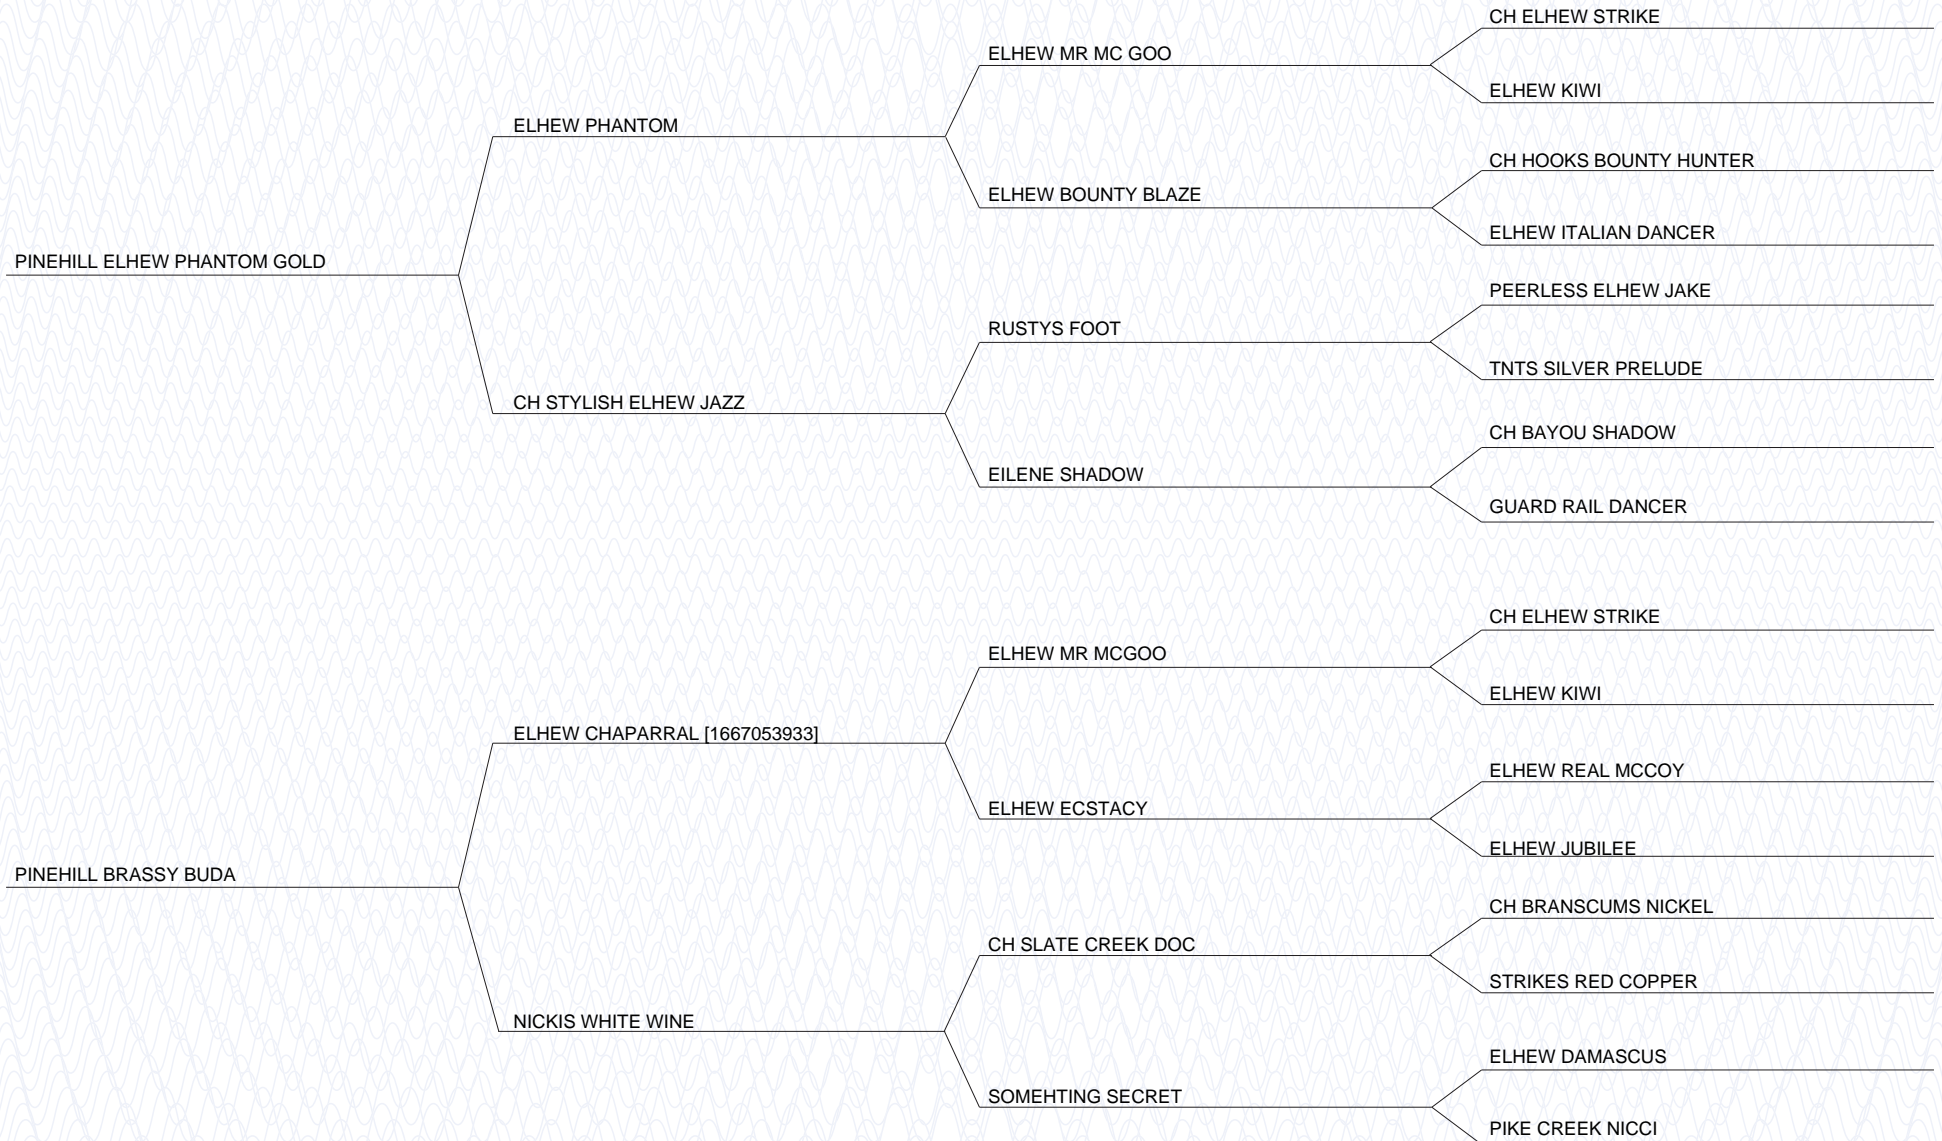 CH ELHEW STRIKE
ELHEW MR MC GOO
ELHEW KIWI
ELHEW PHANTOM
CH HOOKS BOUNTY HUNTER
ELHEW BOUNTY BLAZE
ELHEW ITALIAN DANCER
PINEHILL ELHEW PHANTOM GOLD
PEERLESS ELHEW JAKE
RUSTYS FOOT
TNTS SILVER PRELUDE
CH STYLISH ELHEW JAZZ
CH BAYOU SHADOW
EILENE SHADOW
GUARD RAIL DANCER
CH ELHEW STRIKE
ELHEW MR MCGOO
ELHEW KIWI
ELHEW CHAPARRAL [1667053933]
ELHEW REAL MCCOY
ELHEW ECSTACY
ELHEW JUBILEE
PINEHILL BRASSY BUDA
CH BRANSCUMS NICKEL
CH SLATE CREEK DOC
STRIKES RED COPPER
NICKIS WHITE WINE
ELHEW DAMASCUS
SOMEHTING SECRET
PIKE CREEK NICCI